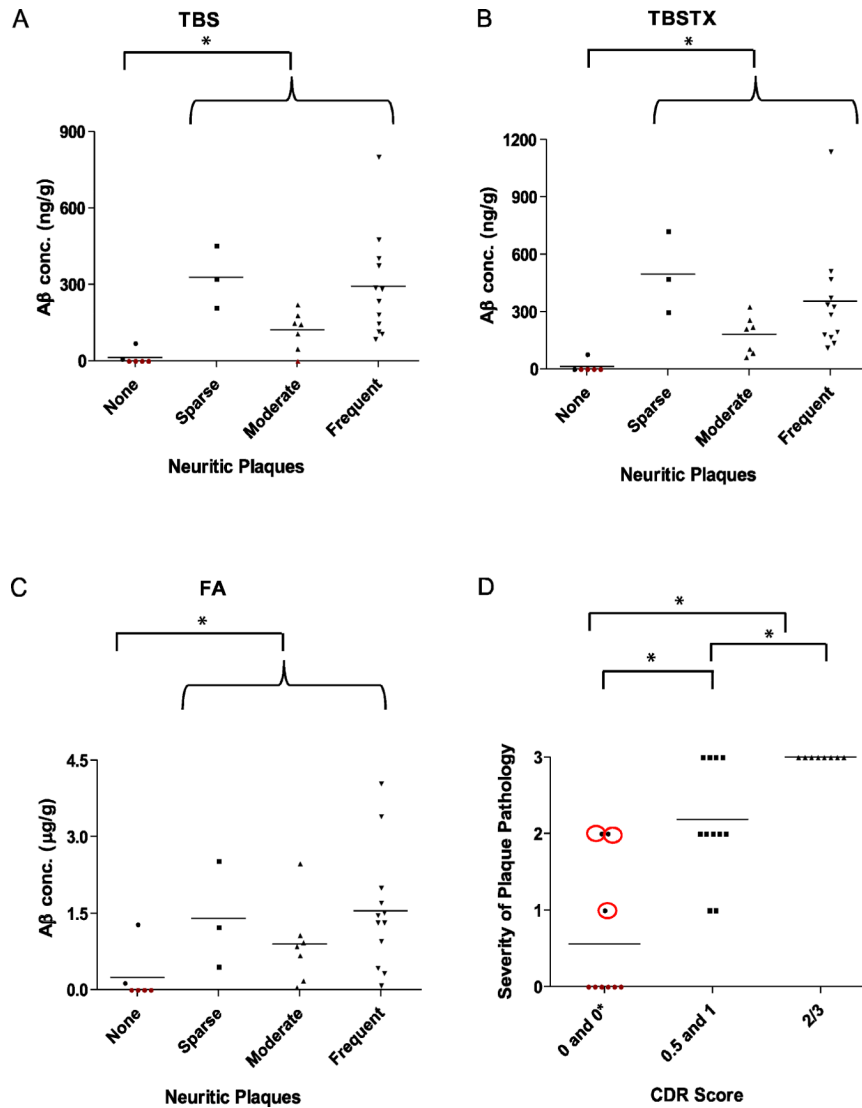 A
TBS
*
Aβ conc. (ng/g)
900
600
300
0
None
Sparse
Moderate
Frequent
Neuritic Plaques
B
TBSTX
*
Aβ conc. (ng/g)
1200
900
600
300
0
None
Sparse
Moderate
Frequent
Neuritic Plaques
C
FA
*
Aβ conc. (µg/g)
4.5
3.0
1.5
0.0
None
Sparse
Moderate
Frequent
Neuritic Plaques
D
*
*
*
Severity of Plaque Pathology
3
2
1
0
0 and 0*
0.5 and 1
2/3
CDR Score